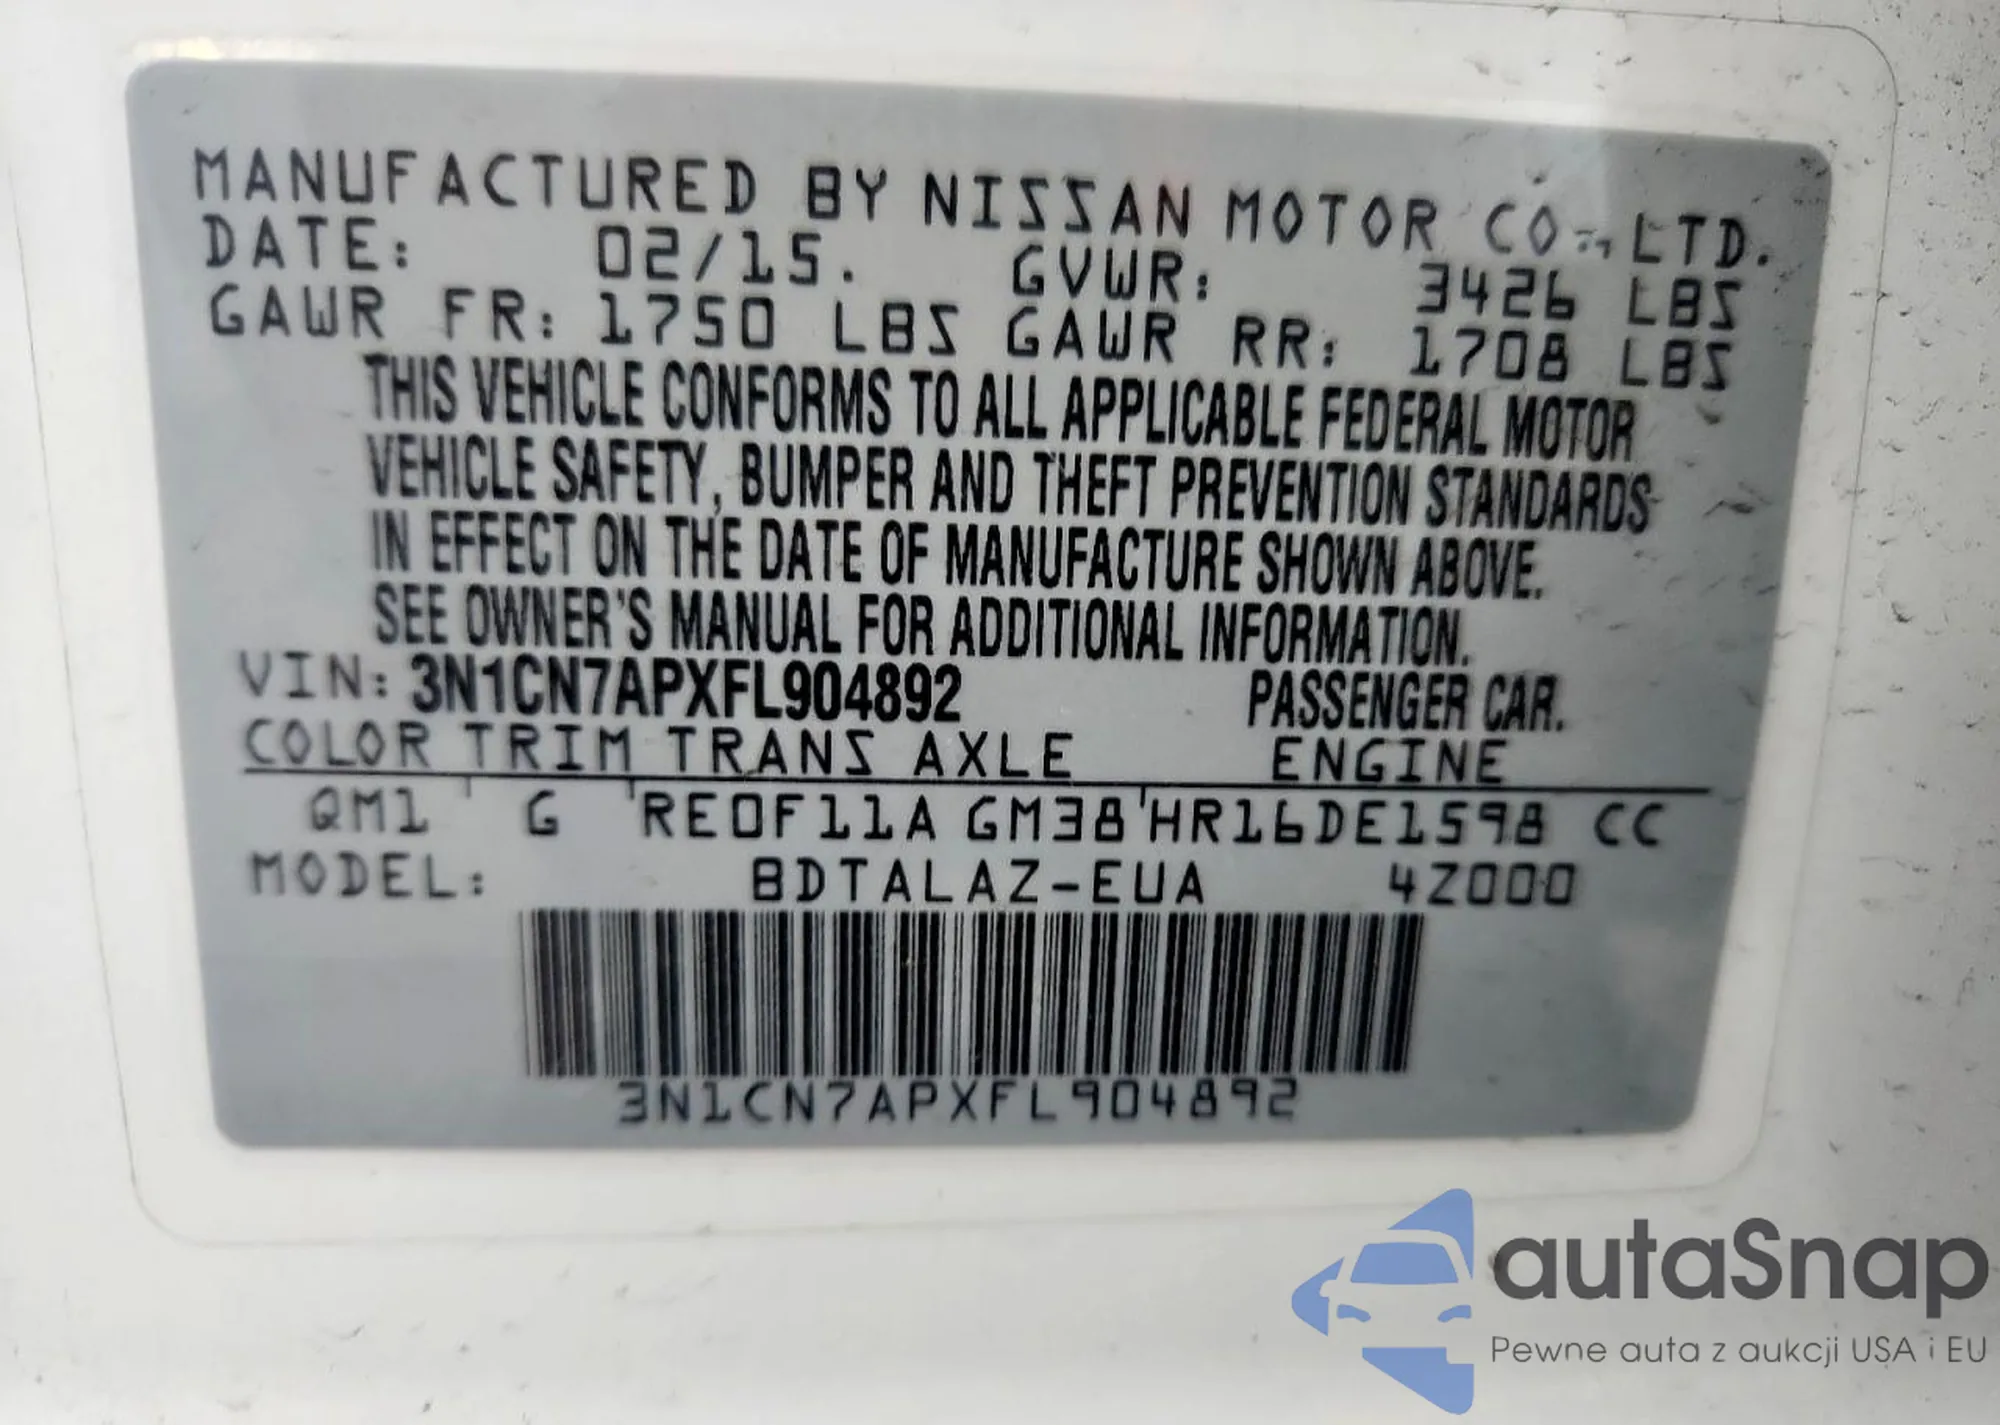 MANUFACTURED BY NISSAN MOTOR CO., LTD.
DATE: 02/15. GVWR: 3426 LBS
GAWR FR: 1750 LBS GAWR RR: 1708 LBS
THIS VEHICLE CONFORMS TO ALL APPLICABLE FEDERAL MOTOR
VEHICLE SAFETY, BUMPER AND THEFT PREVENTION STANDARDS
IN EFFECT ON THE DATE OF MANUFACTURE SHOWN ABOVE.
SEE OWNER'S MANUAL FOR ADDITIONAL INFORMATION.
VIN: 3N1CN7APXFL904892 PASSENGER CAR.
COLOR TRIM TRANS AXLE ENGINE
QM1 G RE0F11A GM38 HR16DE1598 CC
MODEL: BDTALAZ-EUA 4Z000
3N1CN7APXFL904892
autaSnap
Pewne auta z aukcji USA i EU